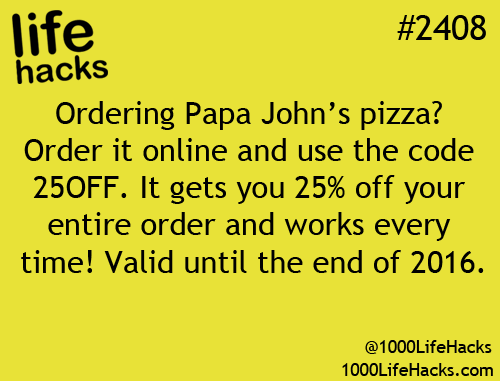 life
hacks
#2408
Ordering Papa John’s pizza?
Order it online and use the code
25OFF. It gets you 25% off your
entire order and works every
time! Valid until the end of 2016.
@1000LifeHacks
1000LifeHacks.com